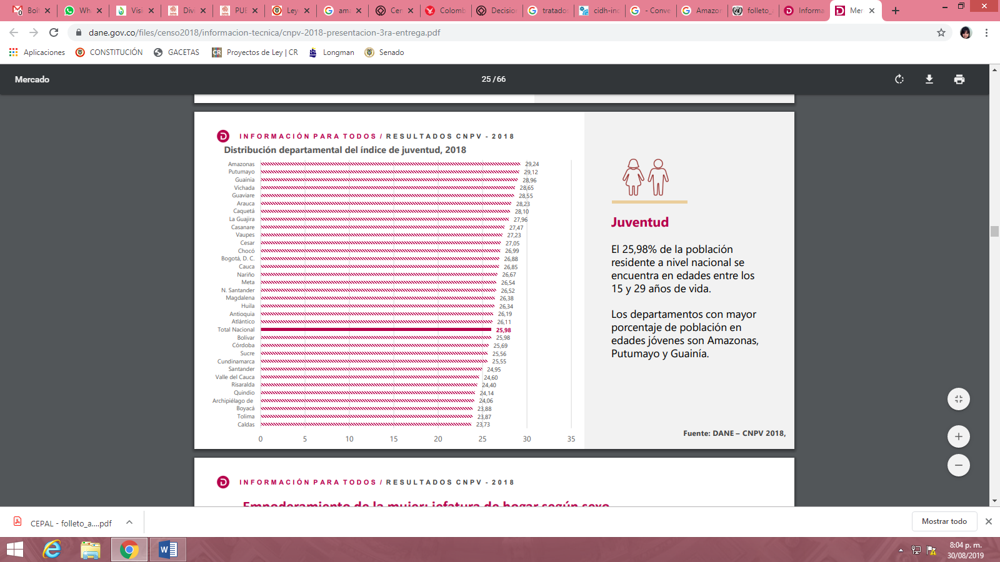 Boî
Wh
Visi
Dive
PUE
Ley
ama
Cer
Colomb
Decision
tratado
cidh-inc
- Conve
Amazon
folleto_
Informa
Mer
dane.gov.co/files/censo2018/informacion-tecnica/cnpv-2018-presentacion-3ra-entrega.pdf
Aplicaciones
CONSTITUCIÓN
GACETAS
CR Proyectos de Ley | CR
Longman
Senado
Mercado
25 / 66
INFORMACIÓN PARA TODOS / RESULTADOS CNPV - 2018
Distribución departamental del índice de juventud, 2018
Amazonas 29,24
Putumayo 29,12
Guainia 28,96
Vichada 28,65
Guaviare 28,55
Arauca 28,23
Caquetá 28,10
La Guajira 27,96
Casanare 27,47
Vaupes 27,23
Cesar 27,05
Chocó 26,99
Bogotá, D. C. 26,88
Cauca 26,85
Nariño 26,67
Meta 26,54
N. Santander 26,52
Magdalena 26,38
Huila 26,34
Antioquia 26,19
Atlántico 26,11
Total Nacional 25,98
Bolívar 25,98
Córdoba 25,69
Sucre 25,56
Cundinamarca 25,55
Santander 24,95
Valle del Cauca 24,60
Risaralda 24,40
Quindio 24,14
Archipiélago de 24,06
Boyacá 23,88
Tolima 23,87
Caldas 23,73
0 5 10 15 20 25 30 35
Juventud
El 25,98% de la población
residente a nivel nacional se
encuentra en edades entre los
15 y 29 años de vida.
Los departamentos con mayor
porcentaje de población en
edades jóvenes son Amazonas,
Putumayo y Guainía.
Fuente: DANE – CNPV 2018,
INFORMACIÓN PARA TODOS / RESULTADOS CNPV - 2018
Empoderamiento de la mujer: jefatura de hogar según sexo
CEPAL - folleto_a....pdf
Mostrar todo
8:04 p. m.
30/08/2019